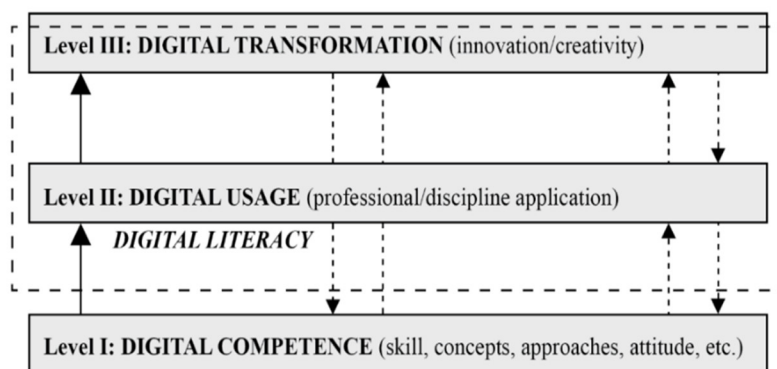 Level III: DIGITAL TRANSFORMATION (innovation/creativity)
Level II: DIGITAL USAGE (professional/discipline application)
DIGITAL LITERACY
Level I: DIGITAL COMPETENCE (skill, concepts, approaches, attitude, etc.)